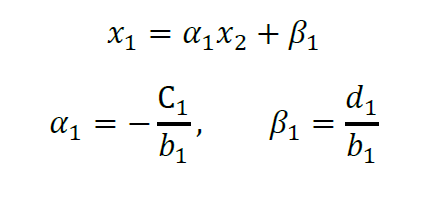 x₁ = α₁x₂ + β₁
α₁ = −C₁/b₁, β₁ = d₁/b₁